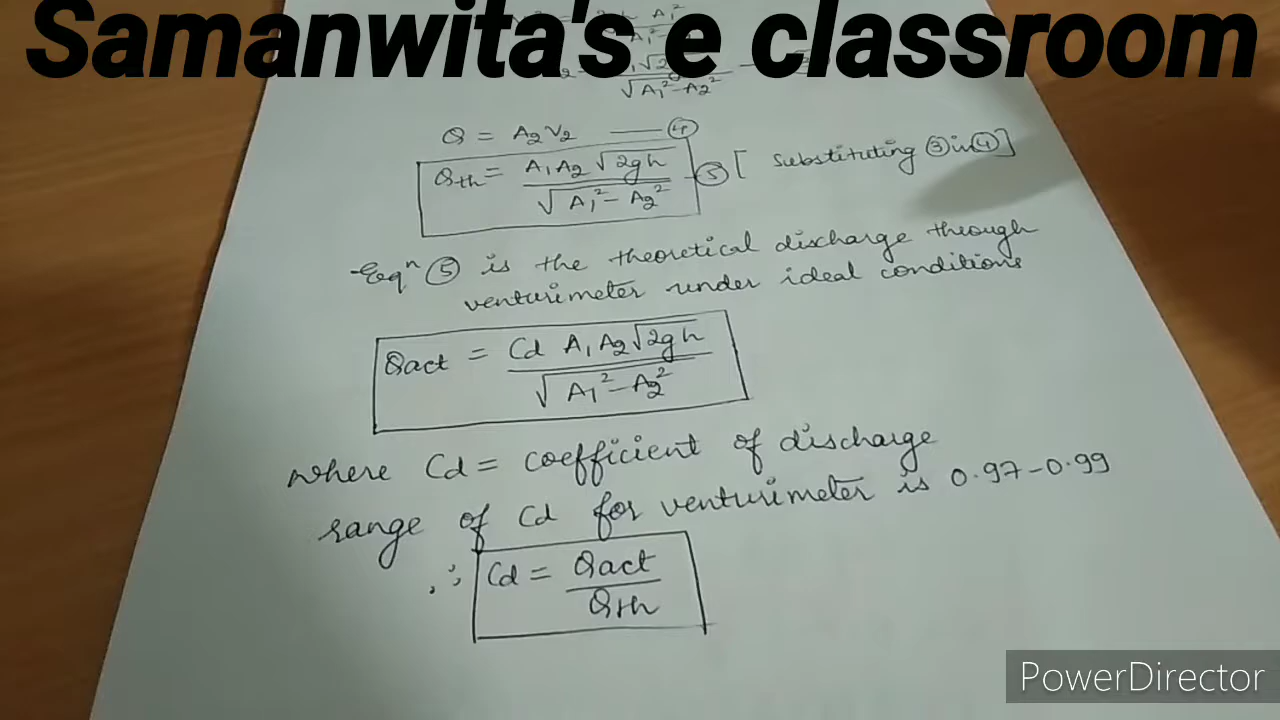 Samanwita's e classroom
√A₁²-A₂²
Q = A₂V₂ —— ④
Qth = A₁A₂√2gh / √A₁²-A₂² - ⑤ [ Substituting ③ in ④ ]
Eqⁿ ⑤ is the theoretical discharge through
venturimeter under ideal conditions
Qact = Cd A₁A₂√2gh / √A₁²-A₂²
where Cd = coefficient of discharge
range of Cd for venturimeter is 0.97-0.99
∴ Cd = Qact / Qth
PowerDirector